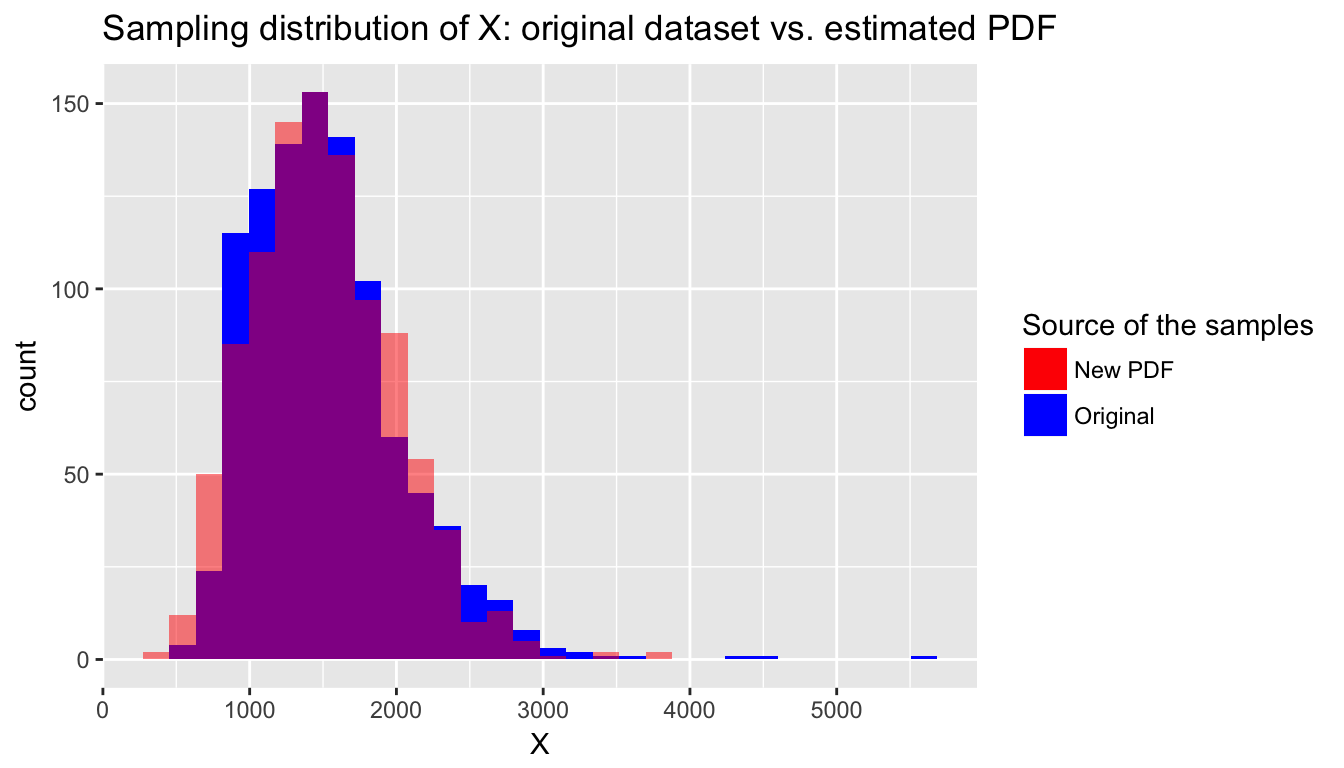 Sampling distribution of X: original dataset vs. estimated PDF
150
100
50
0
count
0 1000 2000 3000 4000 5000
X
Source of the samples
New PDF
Original